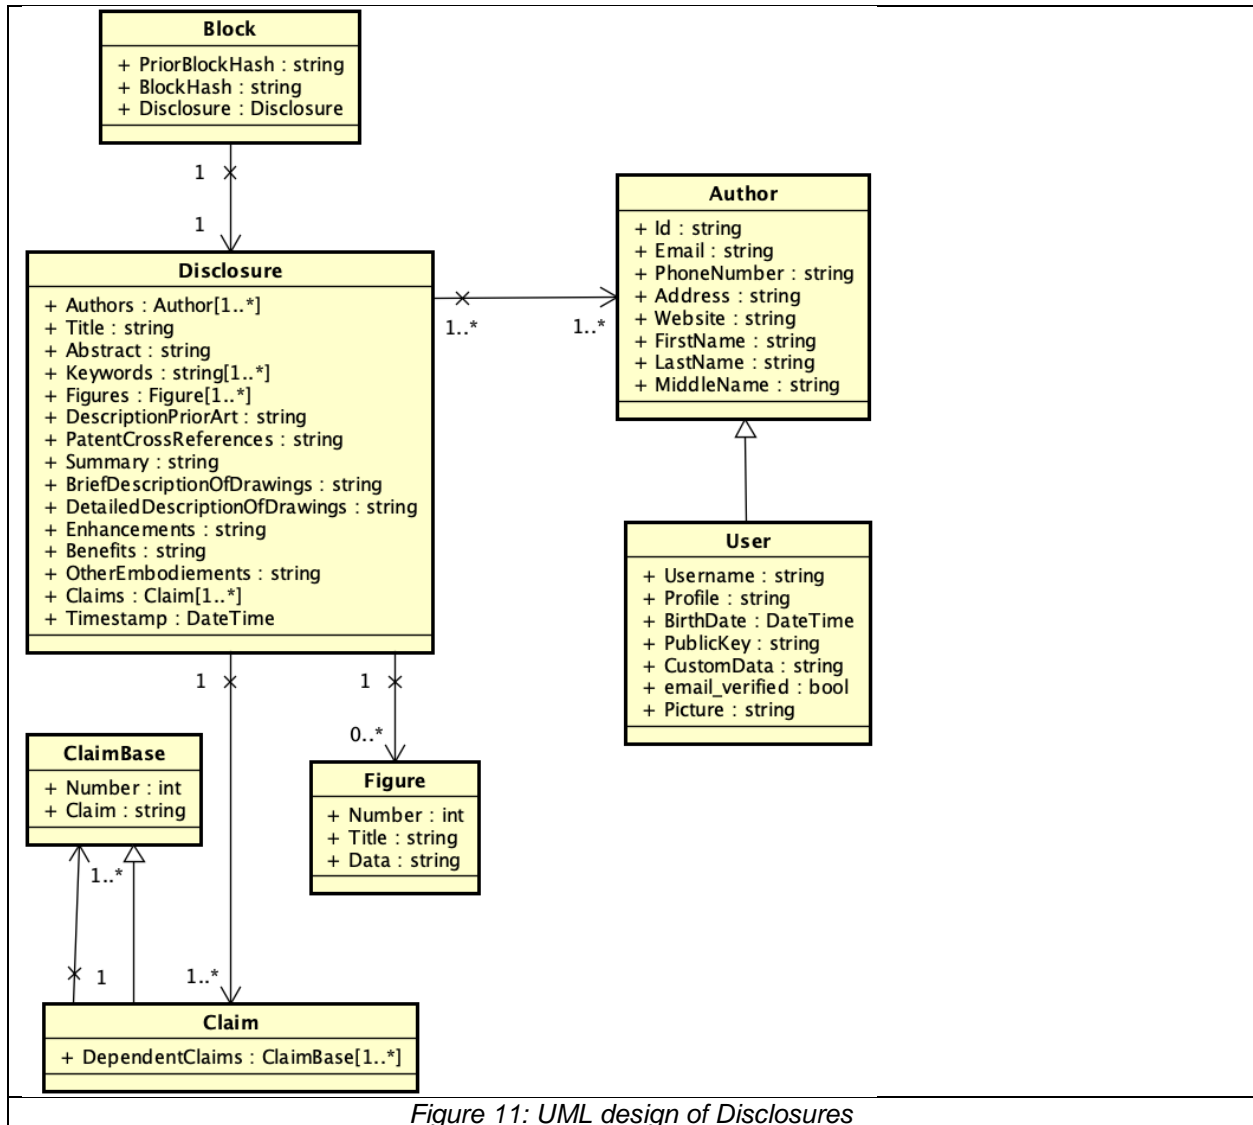 Block
+ PriorBlockHash : string
+ BlockHash : string
+ Disclosure : Disclosure
1
1
Disclosure
+ Authors : Author[1..*]
+ Title : string
+ Abstract : string
+ Keywords : string[1..*]
+ Figures : Figure[1..*]
+ DescriptionPriorArt : string
+ PatentCrossReferences : string
+ Summary : string
+ BriefDescriptionOfDrawings : string
+ DetailedDescriptionOfDrawings : string
+ Enhancements : string
+ Benefits : string
+ OtherEmbodiements : string
+ Claims : Claim[1..*]
+ Timestamp : DateTime
1..*
1..*
Author
+ Id : string
+ Email : string
+ PhoneNumber : string
+ Address : string
+ Website : string
+ FirstName : string
+ LastName : string
+ MiddleName : string
User
+ Username : string
+ Profile : string
+ BirthDate : DateTime
+ PublicKey : string
+ CustomData : string
+ email_verified : bool
+ Picture : string
1
1
0..*
ClaimBase
+ Number : int
+ Claim : string
Figure
+ Number : int
+ Title : string
+ Data : string
1..*
1
1..*
Claim
+ DependentClaims : ClaimBase[1..*]
Figure 11: UML design of Disclosures